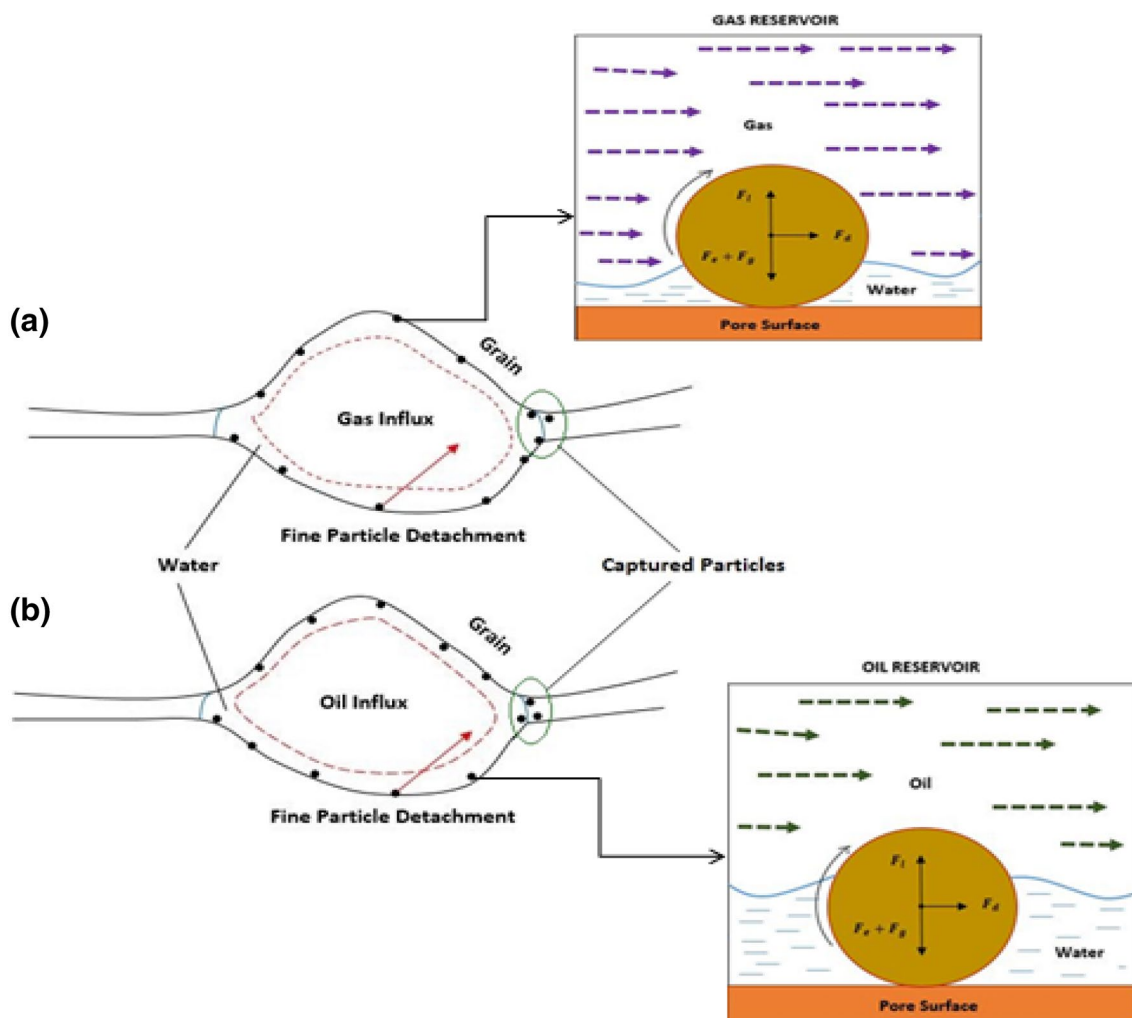 GAS RESERVOIR
Gas
F_l
F_d
F_e + F_g
Water
Pore Surface
(a)
Grain
Gas Influx
Fine Particle Detachment
Water
Captured Particles
(b)
Grain
Oil Influx
Fine Particle Detachment
OIL RESERVOIR
Oil
F_l
F_d
F_e + F_g
Water
Pore Surface